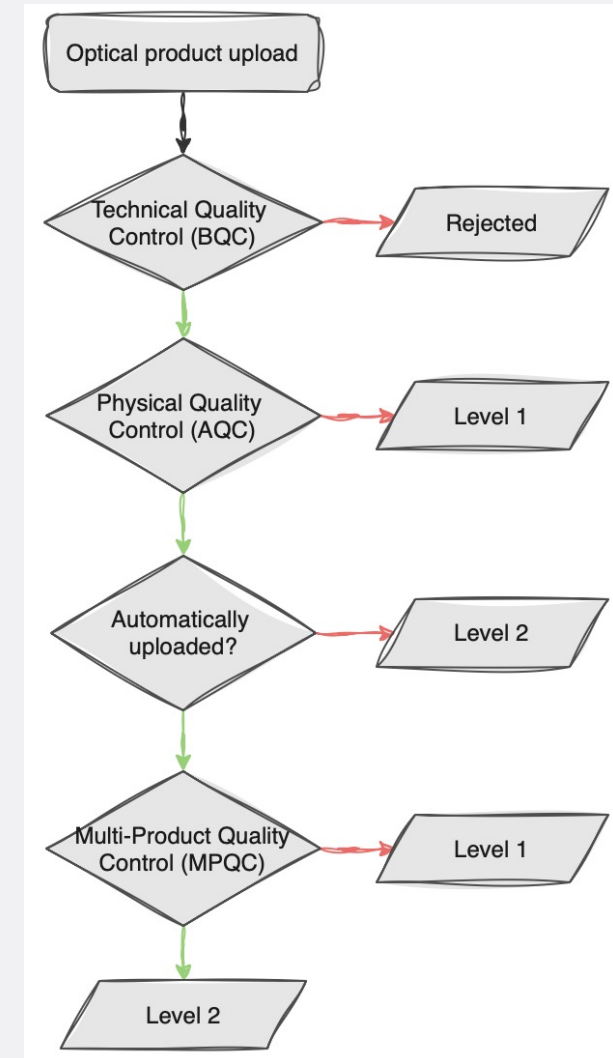 Optical product upload
Technical Quality
Control (BQC)
Rejected
Physical Quality
Control (AQC)
Level 1
Automatically
uploaded?
Level 2
Multi-Product Quality
Control (MPQC)
Level 1
Level 2